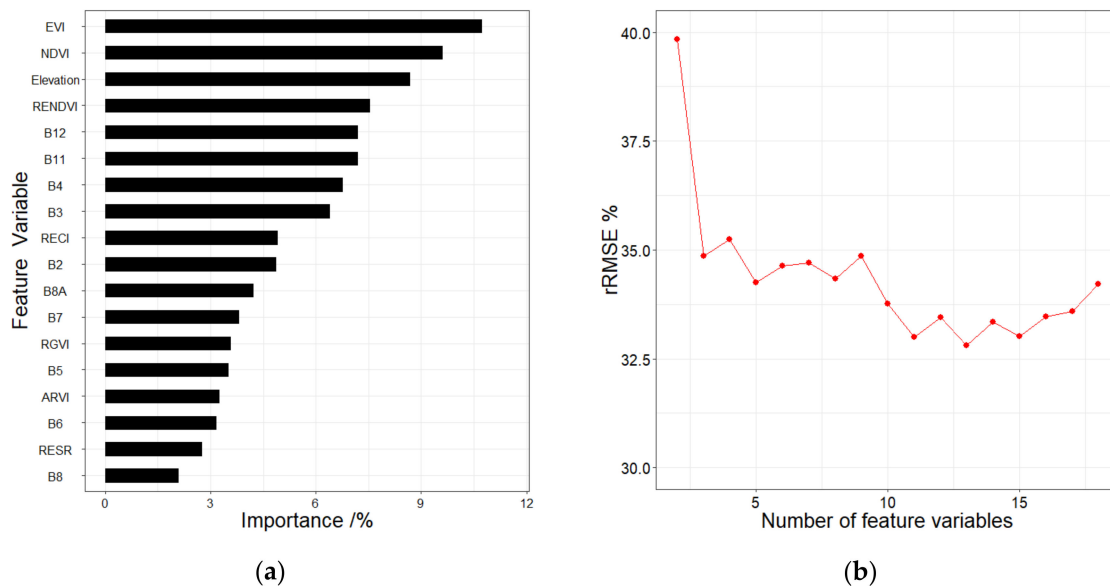 EVI
NDVI
Elevation
RENDVI
B12
B11
B4
B3
RECI
B2
B8A
B7
RGVI
B5
ARVI
B6
RESR
B8
Feature Variable
0 3 6 9 12
Importance /%
(a)
40.0
37.5
35.0
32.5
30.0
rRMSE %
5 10 15
Number of feature variables
(b)